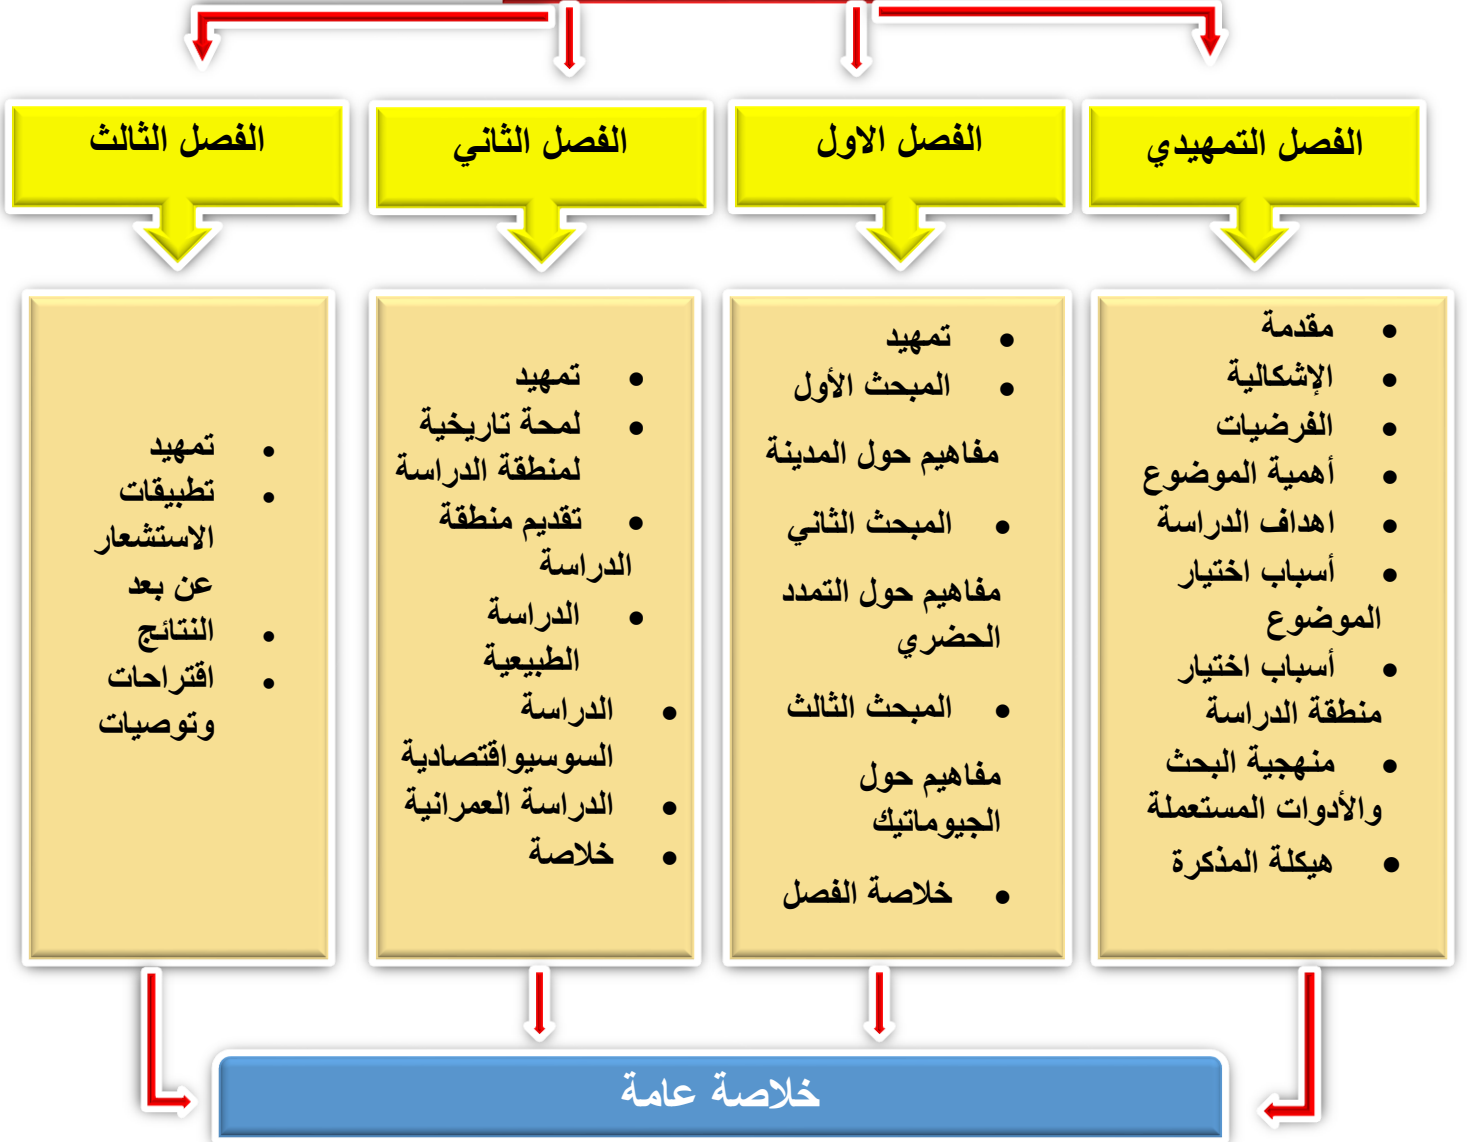 الفصل التمهيدي
الفصل الاول
الفصل الثاني
الفصل الثالث
• مقدمة
• الإشكالية
• الفرضيات
• أهمية الموضوع
• اهداف الدراسة
• أسباب اختيار
الموضوع
• أسباب اختيار
منطقة الدراسة
• منهجية البحث
والأدوات المستعملة
• هيكلة المذكرة
• تمهيد
• المبحث الأول
مفاهيم حول المدينة
• المبحث الثاني
مفاهيم حول التمدد
الحضري
• المبحث الثالث
مفاهيم حول
الجيوماتيك
• خلاصة الفصل
• تمهيد
• لمحة تاريخية
لمنطقة الدراسة
• تقديم منطقة
الدراسة
• الدراسة
الطبيعية
• الدراسة
السوسيواقتصادية
• الدراسة العمرانية
• خلاصة
• تمهيد
• تطبيقات
الاستشعار
عن بعد
• النتائج
• اقتراحات
وتوصيات
خلاصة عامة